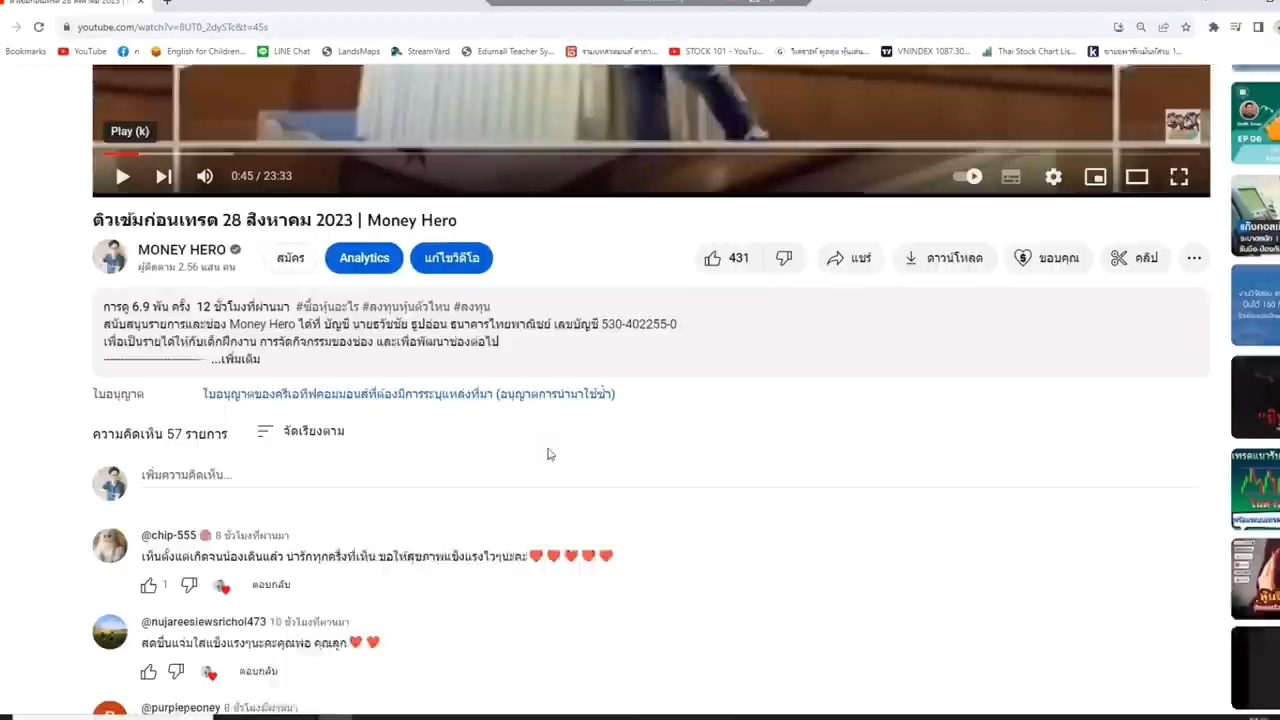 youtube.com/watch?v=8UT0_2dySTc&t=45s
Bookmarks YouTube English for Children... LINE Chat LandsMaps StreamYard Edumall Teacher Sy... STOCK 101 - YouTu... VNINDEX 1087.30... Thai Stock Chart Lis...
Play (k)
0:45 / 23:33
ติวเข้มก่อนเทรด 28 สิงหาคม 2023 | Money Hero
MONEY HERO
ผู้ติดตาม 2.56 แสน คน
สมัคร
Analytics
แก้ไขวิดีโอ
431
แชร์
ดาวน์โหลด
ขอบคุณ
คลิป
การดู 6.9 พัน ครั้ง 12 ชั่วโมงที่ผ่านมา #ซื้อหุ้นอะไร #ลงทุนหุ้นตัวไหน #ลงทุน
สนับสนุนรายการและช่อง Money Hero ได้ที่ บัญชี นายธวัชชัย ธูปอ่อน ธนาคารไทยพาณิชย์ เลขบัญชี 530-402255-0
เพื่อเป็นรายได้ให้กับเด็กฝึกงาน การจัดกิจกรรมของช่อง และเพื่อพัฒนาช่องต่อไป
...เพิ่มเติม
ใบอนุญาต ใบอนุญาตของครีเอทีฟคอมมอนส์ที่ต้องมีการระบุแหล่งที่มา (อนุญาตการนำมาใช้ซ้ำ)
ความคิดเห็น 57 รายการ จัดเรียงตาม
เพิ่มความคิดเห็น...
@chip-555 8 ชั่วโมงที่ผ่านมา
เห็นตั้งแต่เกิดจนน้องเดินแล้ว น่ารักทุกครั้งที่เห็น ขอให้สุขภาพแข็งแรงไวๆนะคะ❤️❤️❤️❤️❤️
1 ตอบกลับ
@nujareesiewsrichol473 10 ชั่วโมงที่ผ่านมา
สดชื่นแจ่มใสแข็งแรงๆนะคะคุณพ่อ คุณลูก❤️❤️
ตอบกลับ
@purplepeoney 8 ชั่วโมงที่ผ่านมา
EP 06